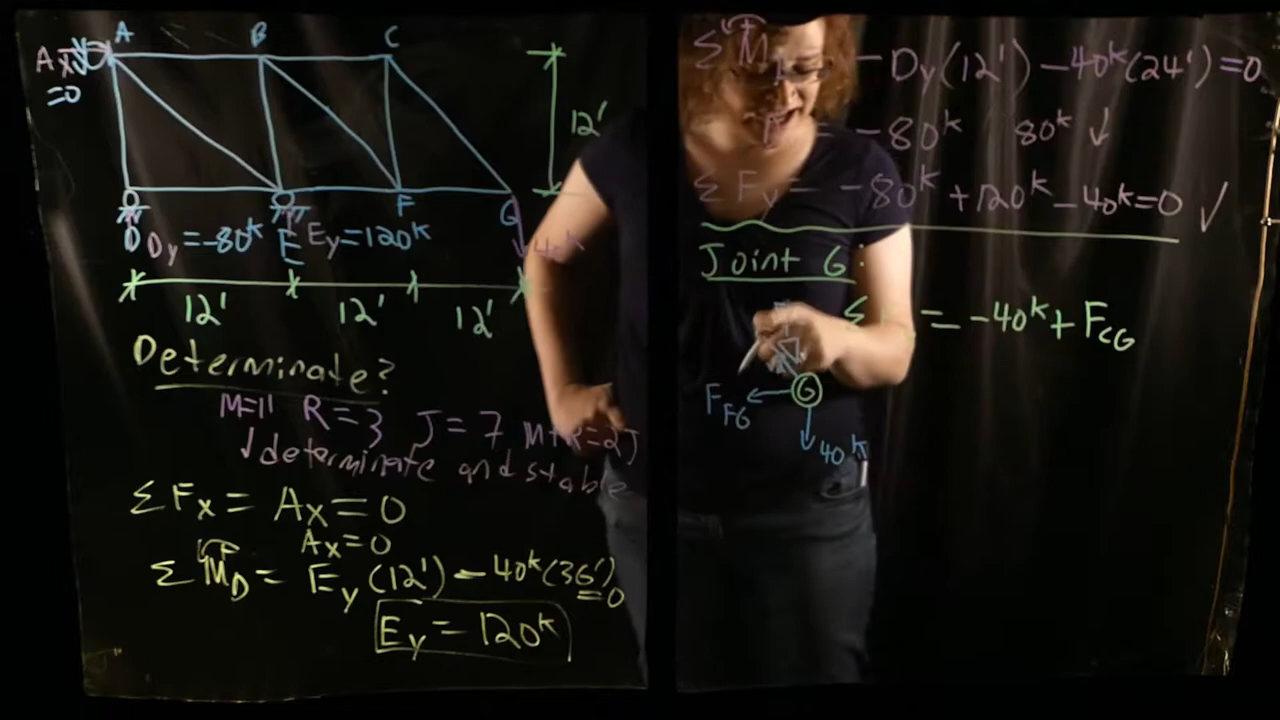 A B C
Ax
=0
12'
F G
D Dy=-80k E Ey=120k 40k
12' 12' 12'
Determinate?
M=11 R=3 J=7 M+R=2J
determinate and stable
ΣFx= Ax=0
Ax=0
ΣMD= Ey(12')-40k(36')
=0
Ey=120k
ΣM - Dy(12') -40k(24')=0
= -80k 80k ↓
ΣFy= -80k+120k-40k=0 ✓
Joint G:
Σ = -40k+FCG
FFG G
40k